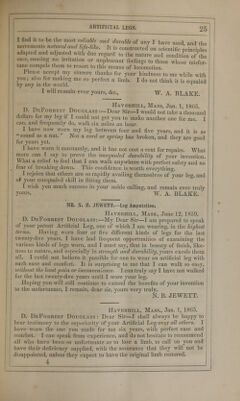 ARTIFICIAL LEGS. 25
I find it to be the most reliable and durable of any I have used, and the
movements natural and life-like. It is constructed on scientific principles
adapted and adjusted with due regard to the nature and condition of the
case, causing no irritation or unpleasant feelings to those whose misfor-
tune compels them to resort to this means of locomotion.
Please accept my sincere thanks for your kindness to me while with
you; also for making me so perfect a limb. I do not think it is equaled
by any in the world.
I will remain ever yours, &c., W. A. BLAKE.
HAVERHILL, MASS, Jan. 1, 1865.
D. DEFORREST DOUGLASS:—Dear Sir—I would not take a thousand
dollars for my leg if I could not get you to make number one. I
can, and frequently do, walk six miles an hour.
I have now worn my leg between four and five years, and it is as
"sound as a nut." Not a cord or spring has broken, and they are good
for years yet.
I have worn it constantly, and it has not cost a cent for repairs. What
more can I say to prove the unequaled durability of your invention.
What a relief to find that I can walk anywhere with perfect safety and no
fear of breaking down. This confidence is worth everything.
I rejoice that others are so rapidly availing themselves of your leg, and
of your unequaled skill in fitting them.
I wish you much success in your noble calling, and remain ever truly
yours, W. A. BLAKE.
MR. N. B. JEWETT.—Leg Amputation.
HAVERHILL, MASS, June 12, 1859.
D. DEFORREST DOUGLASS:—My Dear Sir—I am prepared to speak
of your patent Artificial Leg, one of which I am wearing, in the highest
terms. Having worn four or five different kinds of legs for the last
twenty-five years, I have had frequent opportunities of examining the
various kinds of legs worn, and I must say, that in beauty of finish, like-
ness to nature, usefulness, comfort and durability, yours exceeds them
all. I could not believe it possible for one to wear an artificial leg with
such ease and comfort. It is surprising to me that I can walk so easy,
without the least pain or inconvenience. I can truly say I have not walked
for the last twenty-five years until I wore your leg.
Hoping you will still continue to extend the benefits of your invention
to the unfortunate, I remain, dear sir, yours very truly,
N. B. JEWETT.
HAVERHILL, MASS, Jan. 1, 1865.
D. DEFORREST DOUGLASS: Dear Sir—I shall always be happy to
bear testimony to the superiority of your Artificial Leg over all others. I
have worn the one you made for me six years, with perfect ease and
comfort. I can speak from experience, and do not hesitate to recommend
all who have been so unfortunate as to lose a limb, to call on you and
have their deficiency supplied, with the assurance that they will not be
disappointed, unless they expect to have the original limb restored.
4